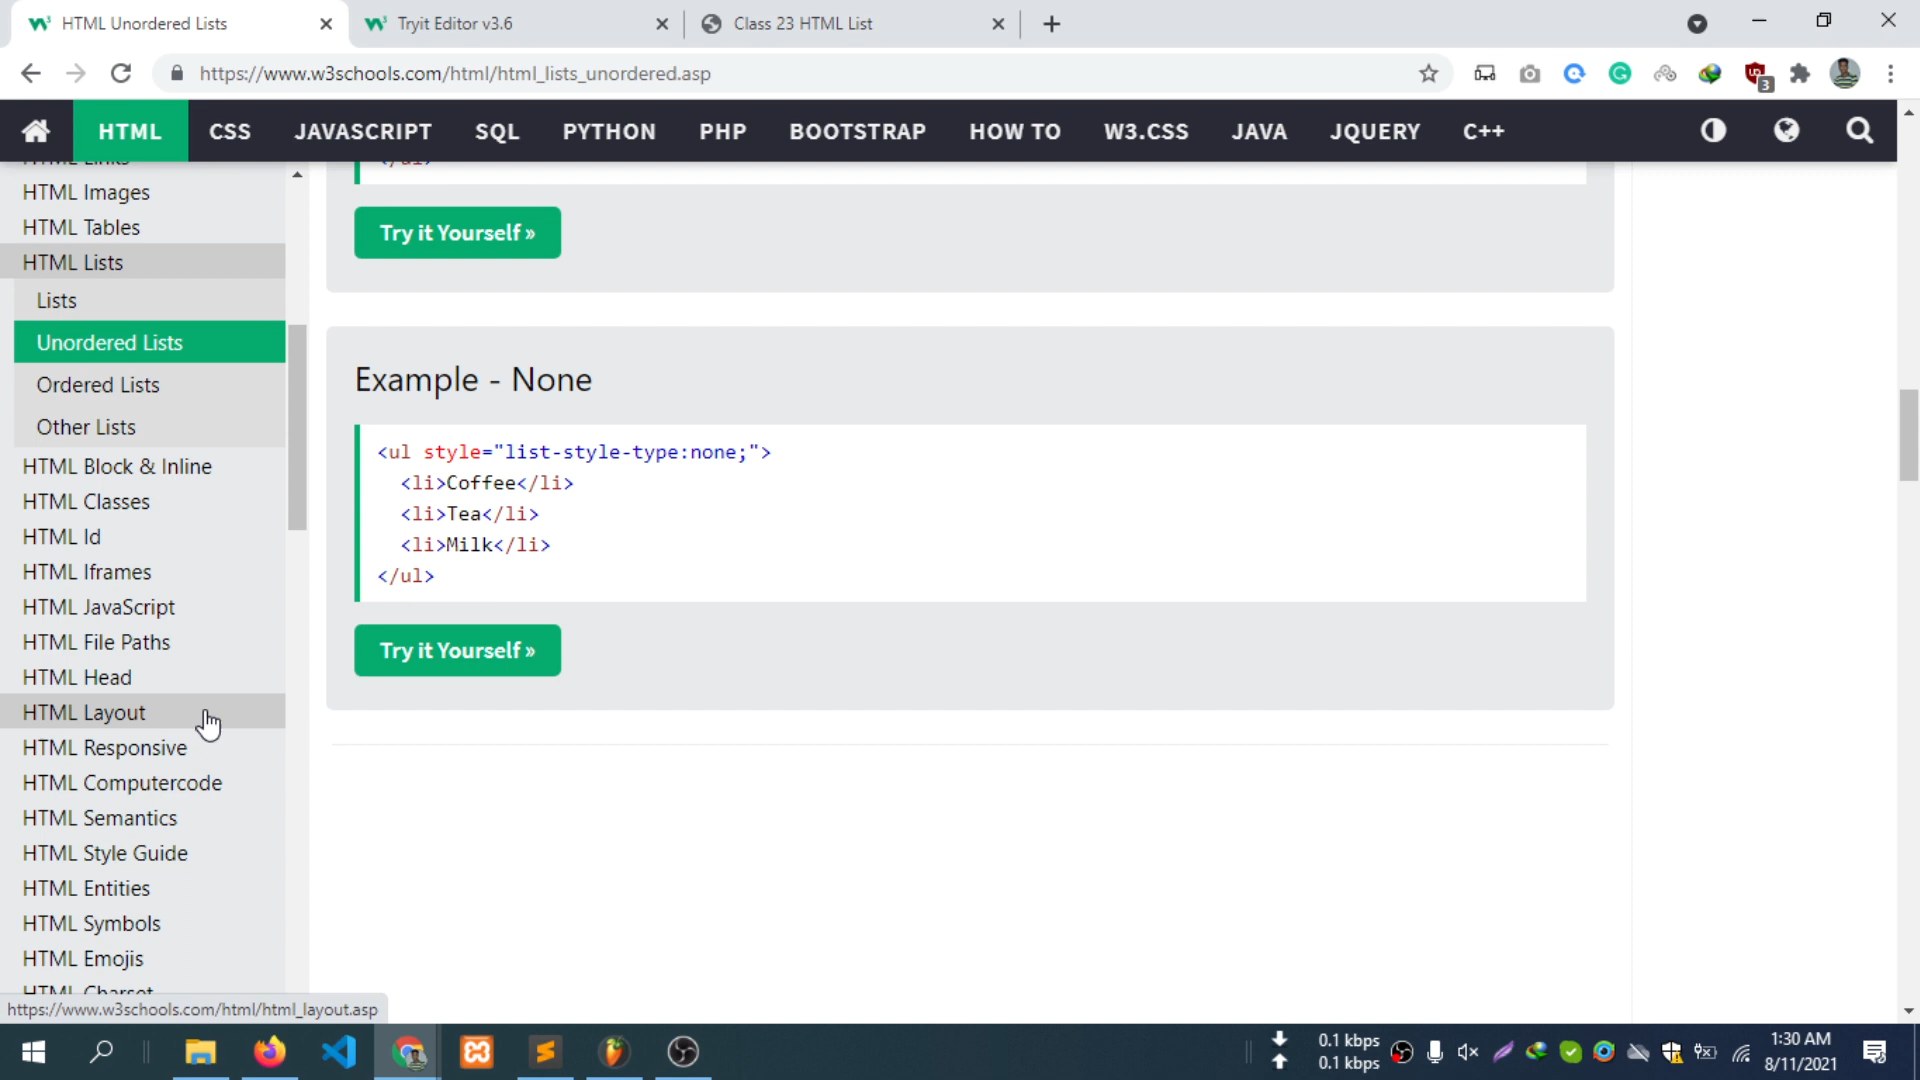 HTML Unordered Lists
Tryit Editor v3.6
Class 23 HTML List
https://www.w3schools.com/html/html_lists_unordered.asp
3
HTML CSS JAVASCRIPT SQL PYTHON PHP BOOTSTRAP HOW TO W3.CSS JAVA JQUERY C++
HTML Links
HTML Images
HTML Tables
HTML Lists
Lists
Unordered Lists
Ordered Lists
Other Lists
HTML Block & Inline
HTML Classes
HTML Id
HTML Iframes
HTML JavaScript
HTML File Paths
HTML Head
HTML Layout
HTML Responsive
HTML Computercode
HTML Semantics
HTML Style Guide
HTML Entities
HTML Symbols
HTML Emojis
HTML Charset
https://www.w3schools.com/html/html_layout.asp
</ul>
Try it Yourself »
Example - None
<ul style="list-style-type:none;">
<li>Coffee</li>
<li>Tea</li>
<li>Milk</li>
</ul>
Try it Yourself »
0.1 kbps
0.1 kbps
1:30 AM
8/11/2021